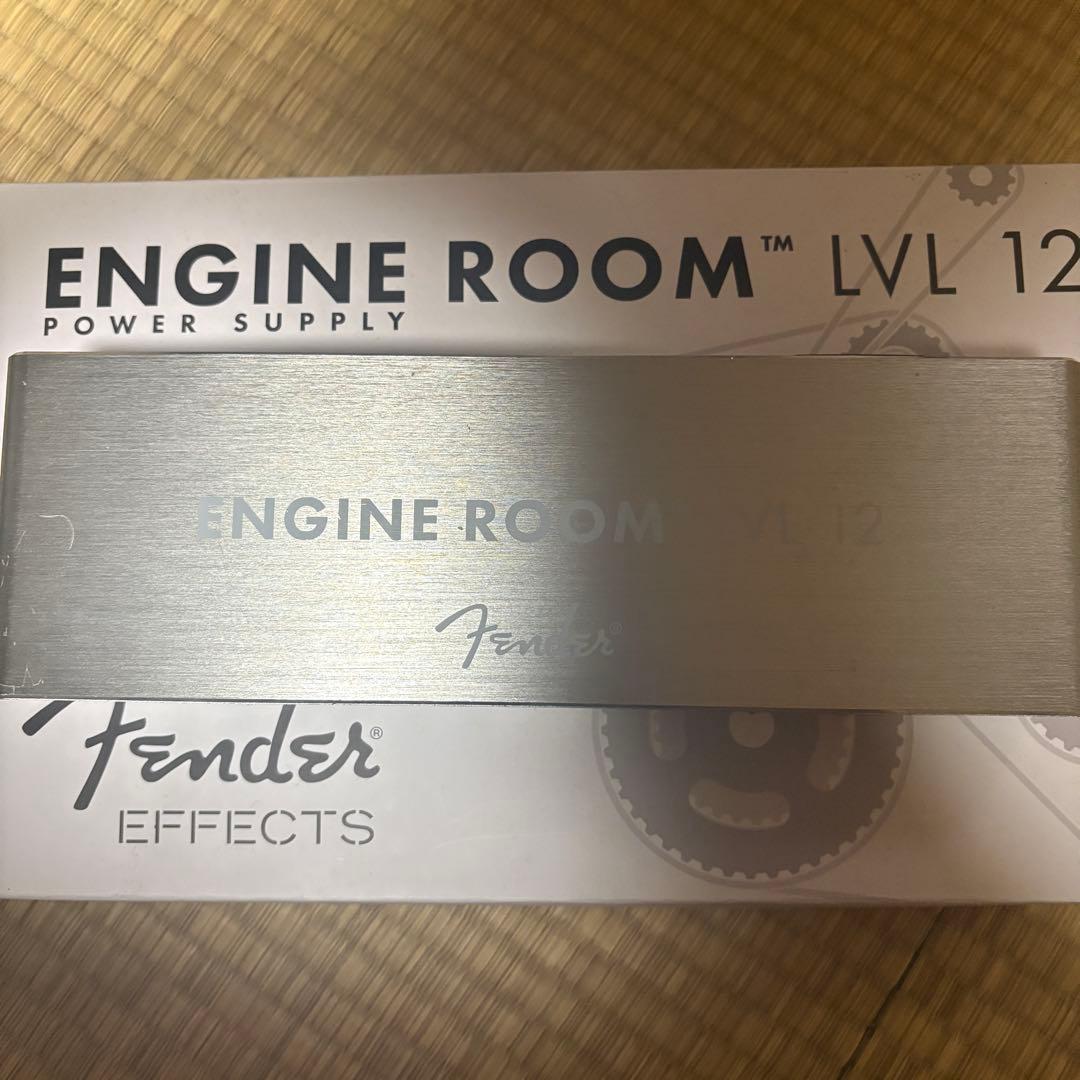 ENGINE ROOM™ LVL 12
POWER SUPPLY
ENGINE ROOM LVL 12
Fender®
Fender®
EFFECTS